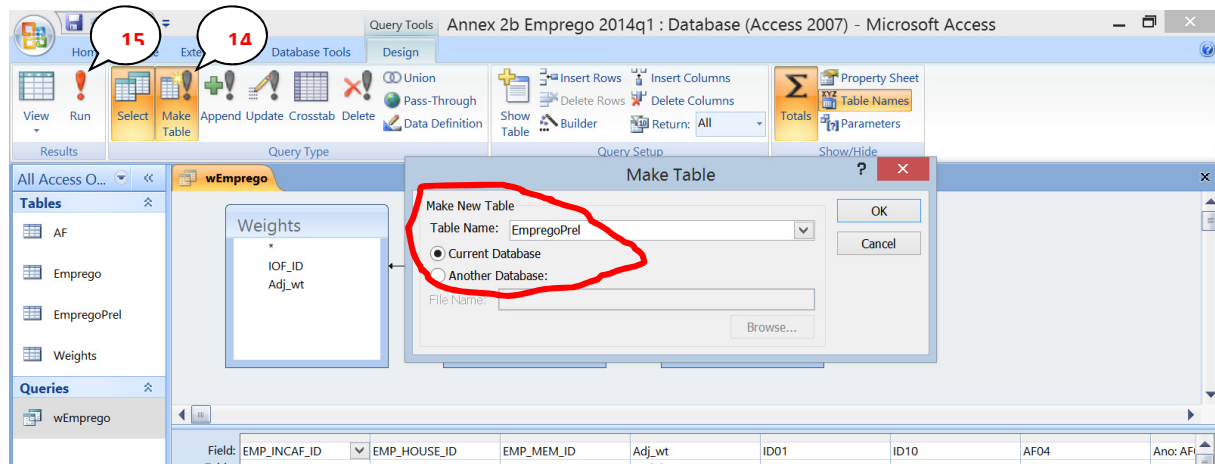 Query Tools Annex 2b Emprego 2014q1 : Database (Access 2007) - Microsoft Access
15
14
Database Tools
Design
View
Run
Select
Make Table
Append
Update
Crosstab
Delete
Union
Pass-Through
Data Definition
Show Table
Insert Rows
Delete Rows
Builder
Insert Columns
Delete Columns
Return: All
Totals
Property Sheet
Table Names
Parameters
Results
Query Type
Query Setup
Show/Hide
All Access O...
Tables
AF
Emprego
EmpregoPrel
Weights
Queries
wEmprego
wEmprego
Weights
*
IOF_ID
Adj_wt
Make Table
?
Make New Table
Table Name: EmpregoPrel
Current Database
Another Database:
File Name:
Browse...
OK
Cancel
Field: EMP_INCAF_ID EMP_HOUSE_ID EMP_MEM_ID Adj_wt ID01 ID10 AF04